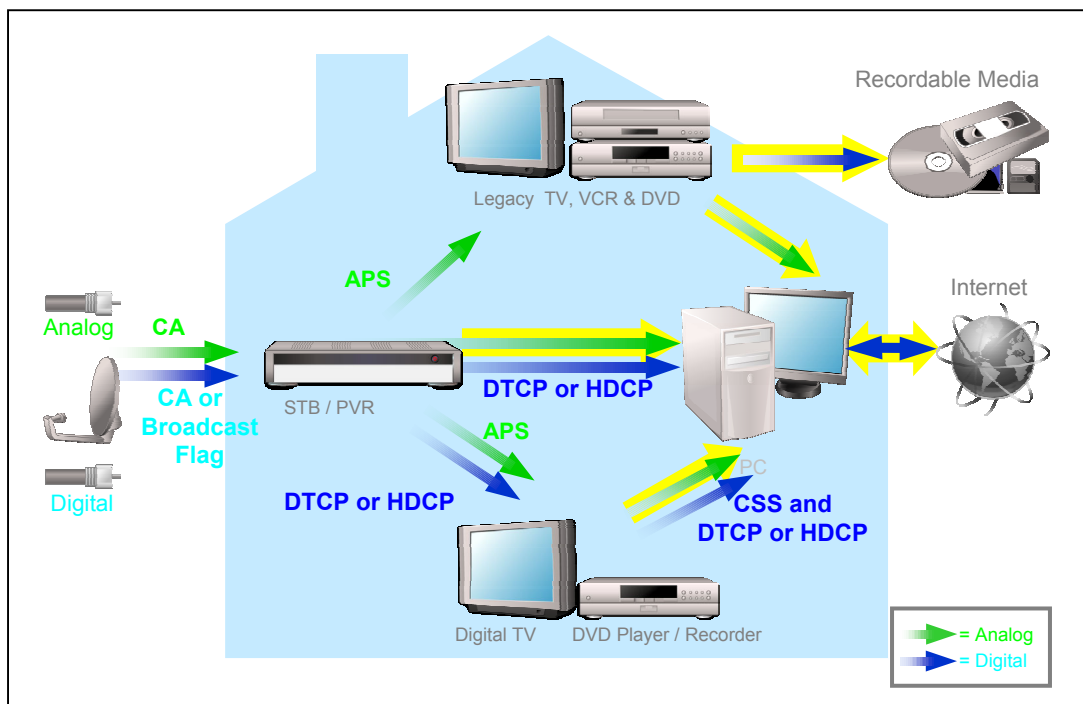 Recordable Media
Legacy TV, VCR & DVD
APS
Internet
Analog
CA
CA or
Broadcast
Flag
Digital
STB / PVR
DTCP or HDCP
APS
DTCP or HDCP
PC
CSS and
DTCP or HDCP
Digital TV
DVD Player / Recorder
= Analog
= Digital